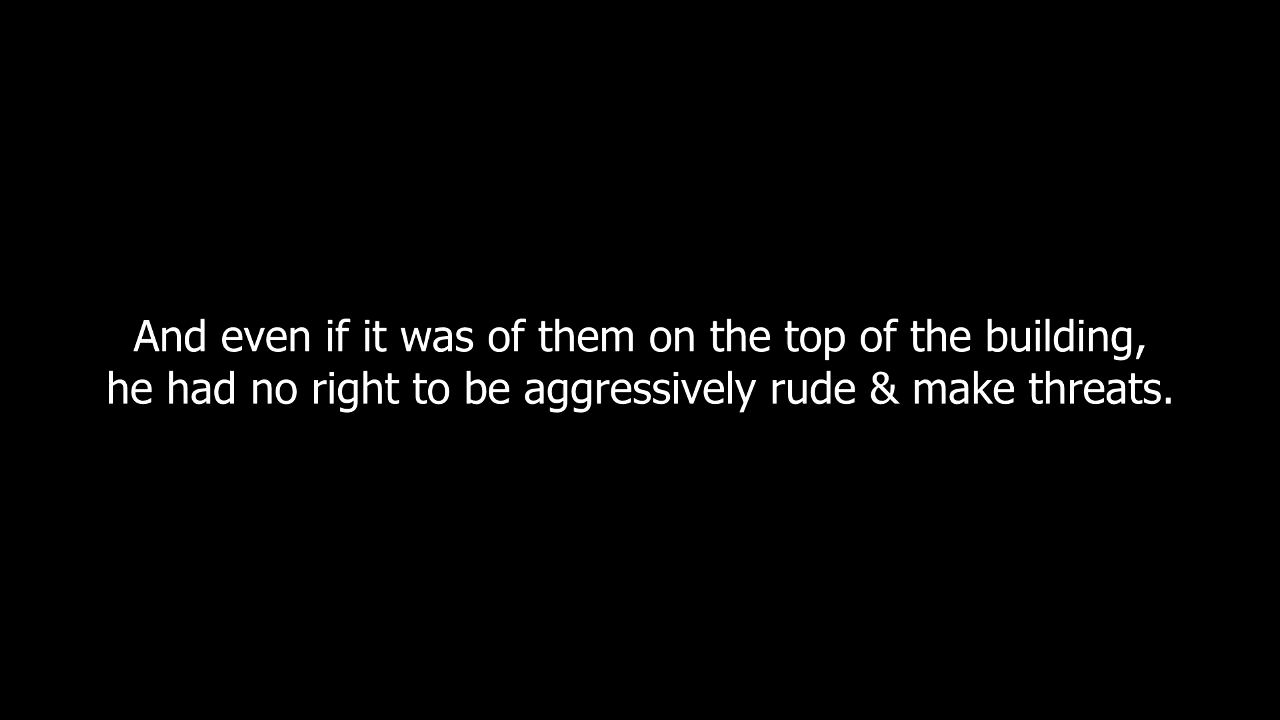 And even if it was of them on the top of the building,
he had no right to be aggressively rude & make threats.